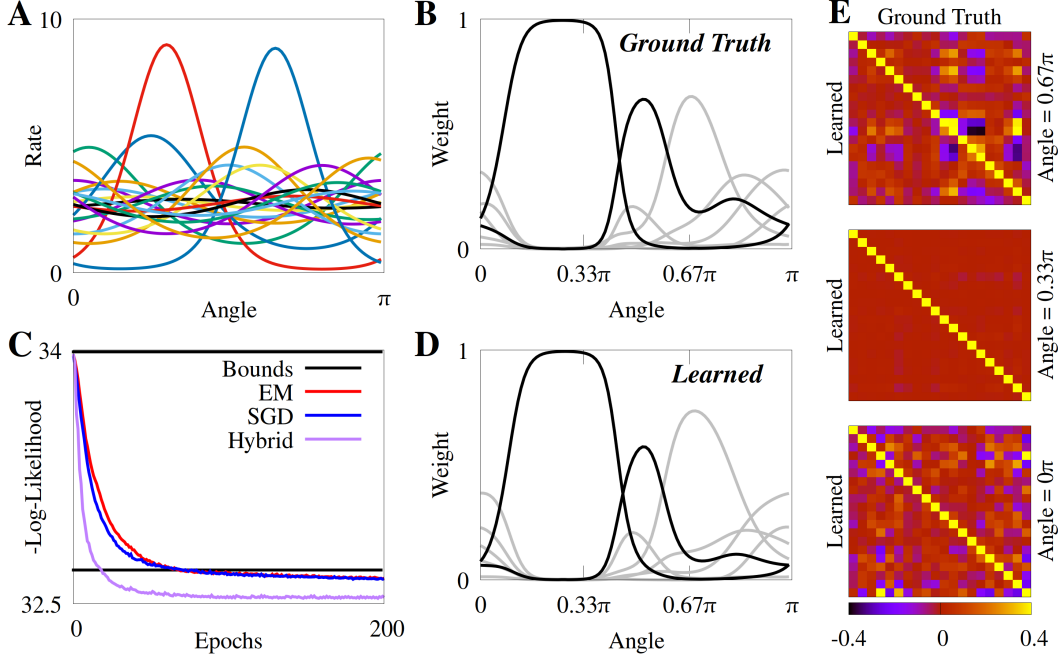 A
10
Rate
0
0
π
Angle
B
1
Weight
0
Ground Truth
0
0.33π
0.67π
π
Angle
C
34
-Log-Likelihood
32.5
Bounds
EM
SGD
Hybrid
0
200
Epochs
D
1
Weight
0
Learned
0
0.33π
0.67π
π
Angle
E
Ground Truth
Learned
Angle = 0.67π
Learned
Angle = 0.33π
Learned
Angle = 0π
-0.4
0
0.4